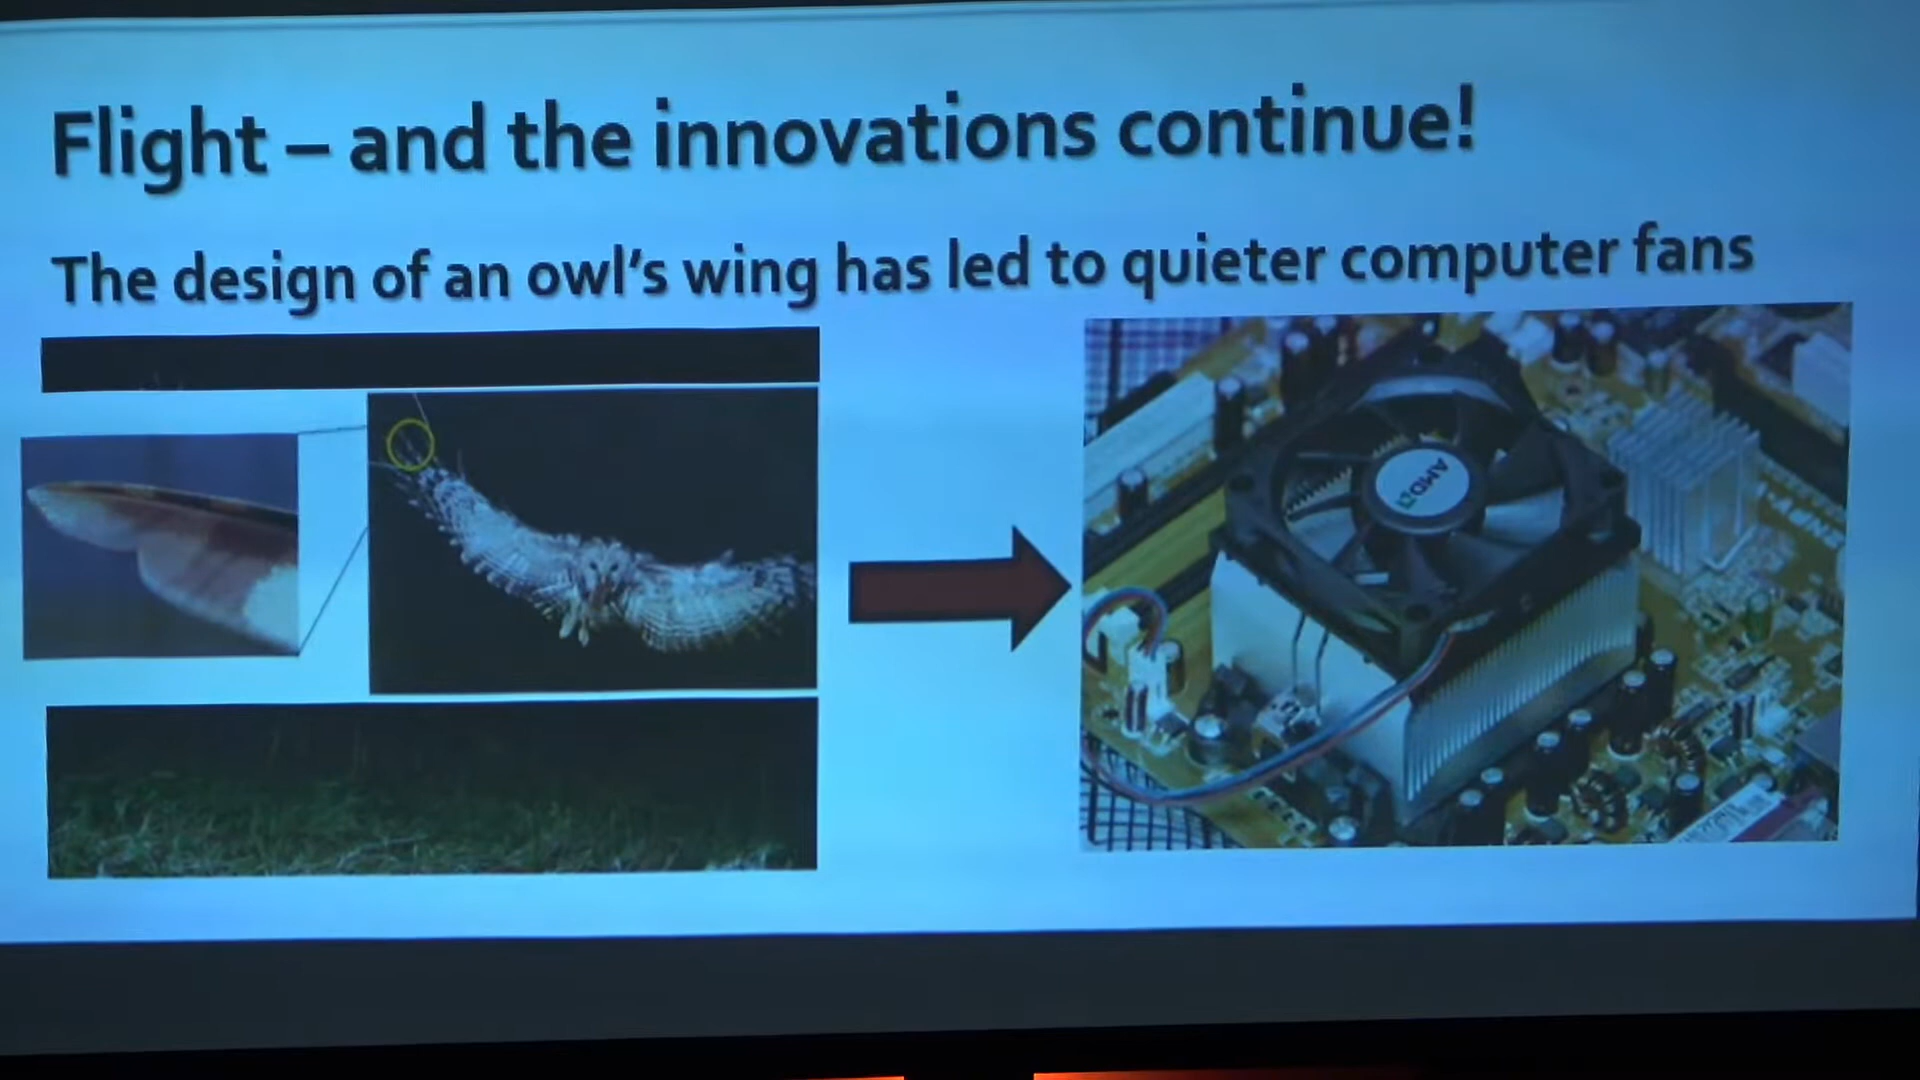 Flight – and the innovations continue!
The design of an owl's wing has led to quieter computer fans
AMD